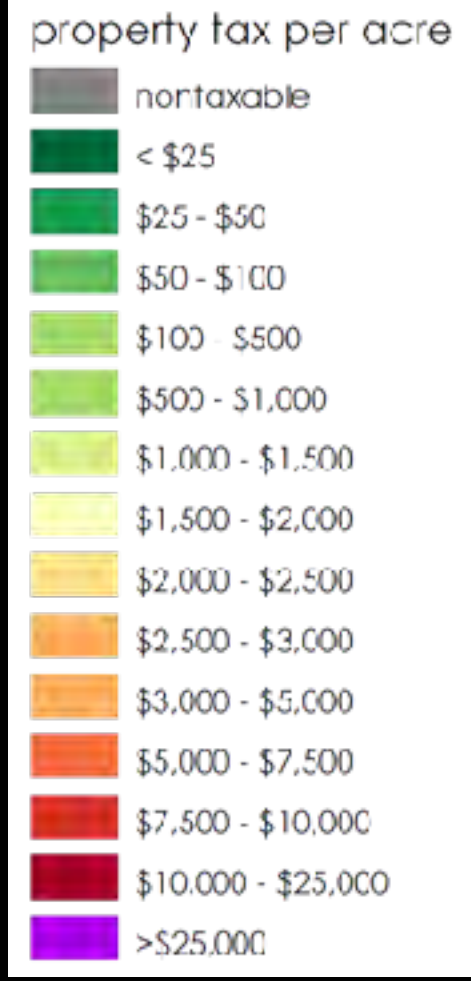 property tax per acre
nontaxable
< $25
$25 - $50
$50 - $100
$100 - $500
$500 - $1,000
$1,000 - $1,500
$1,500 - $2,000
$2,000 - $2,500
$2,500 - $3,000
$3,000 - $5,000
$5,000 - $7,500
$7,500 - $10,000
$10,000 - $25,000
>$25,000